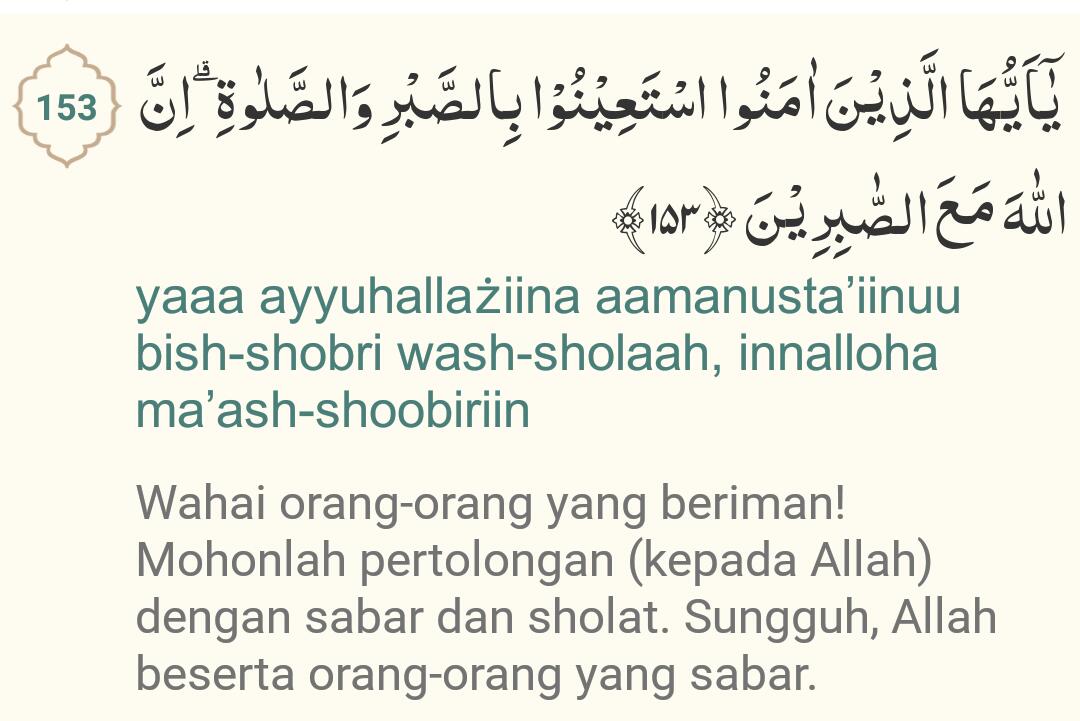 153
يٰٓاَيُّهَا الَّذِيْنَ اٰمَنُوا اسْتَعِيْنُوْا بِالصَّبْرِ وَالصَّلٰوةِ ۗ اِنَّ
اللّٰهَ مَعَ الصّٰبِرِيْنَ ﴿۱۵۳﴾
yaaa ayyuhallażiina aamanusta’iinuu
bish-shobri wash-sholaah, innalloha
ma’ash-shoobiriin
Wahai orang-orang yang beriman!
Mohonlah pertolongan (kepada Allah)
dengan sabar dan sholat. Sungguh, Allah
beserta orang-orang yang sabar.